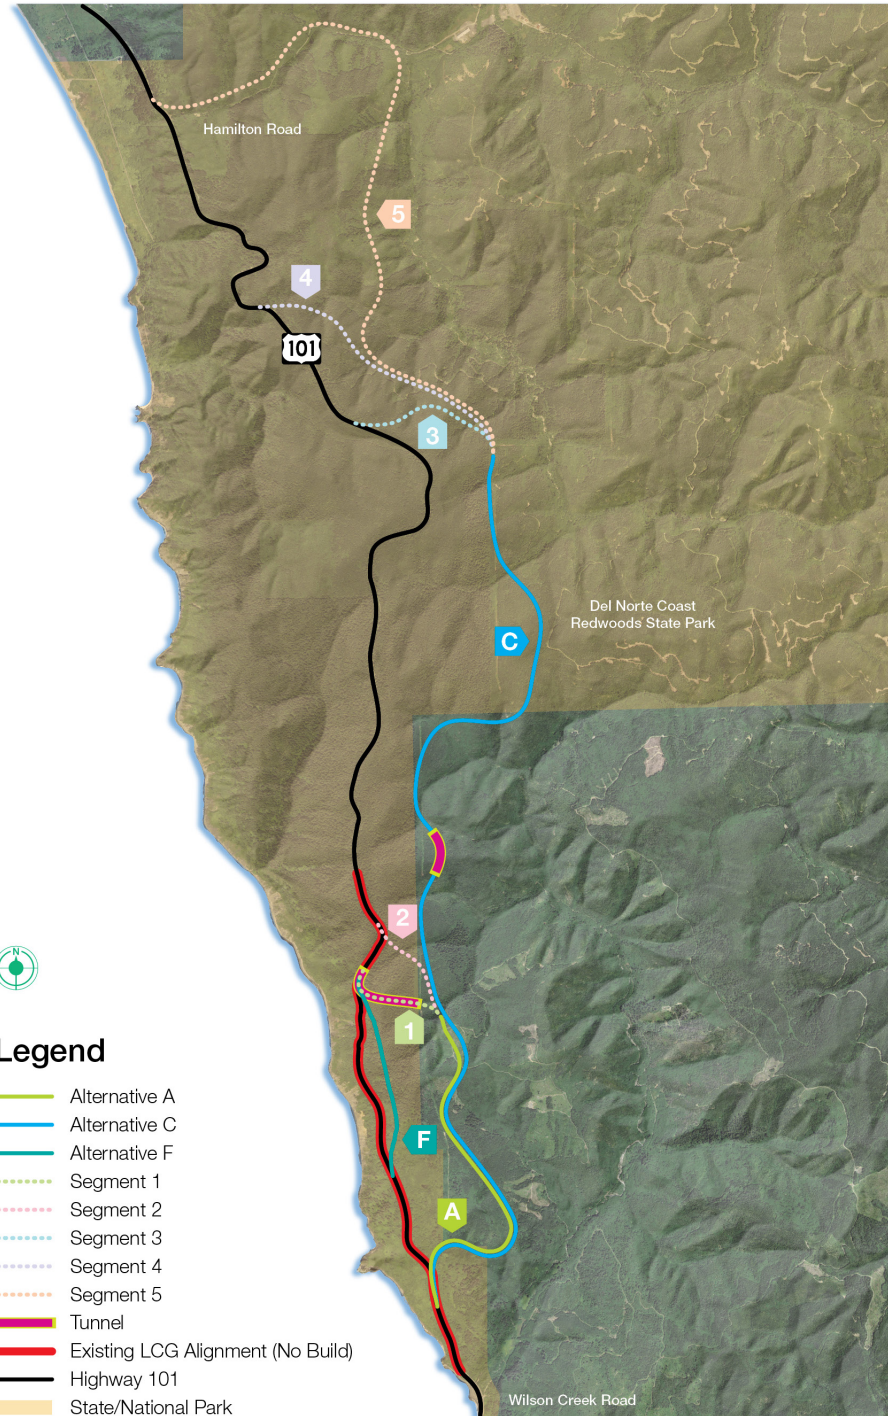 Hamilton Road
5
4
101
3
Del Norte Coast
Redwoods State Park
C
2
1
N
F
A
Legend
Alternative A
Alternative C
Alternative F
Segment 1
Segment 2
Segment 3
Segment 4
Segment 5
Tunnel
Existing LCG Alignment (No Build)
Highway 101
State/National Park
Wilson Creek Road